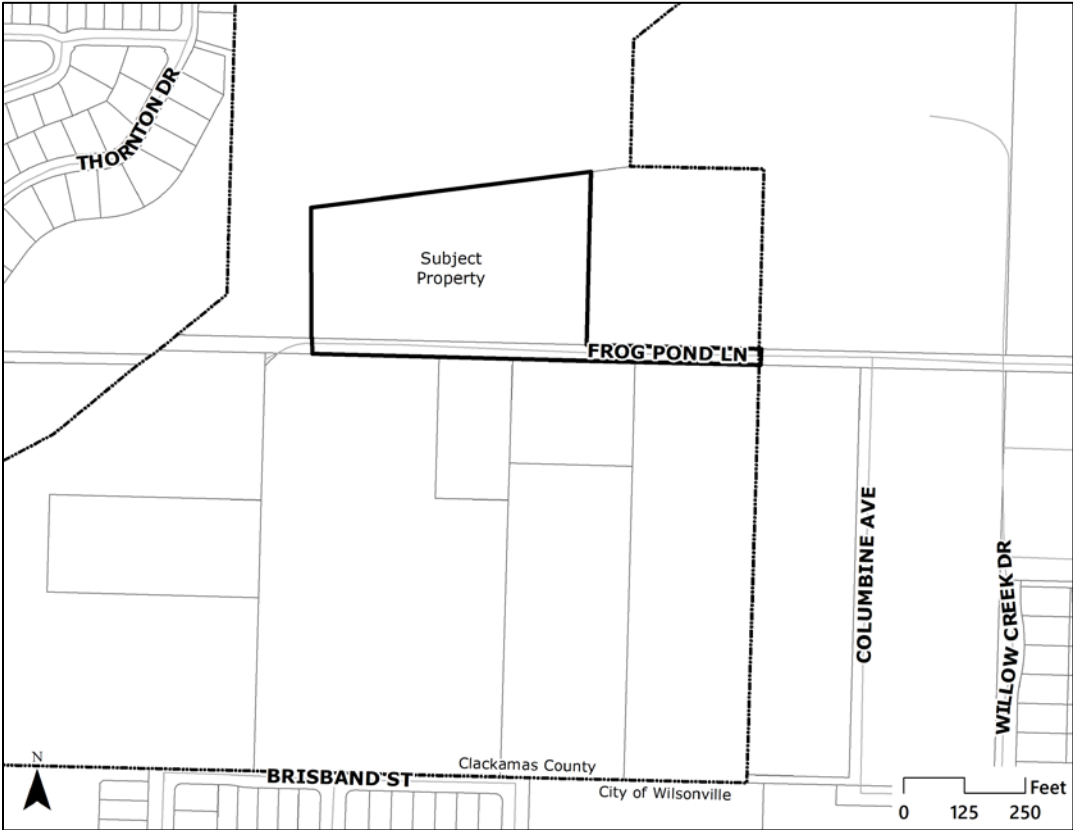 THORNTON DR
Subject
Property
FROG POND LN
COLUMBINE AVE
WILLOW CREEK DR
N
BRISBAND ST
Clackamas County
City of Wilsonville
Feet
0 125 250